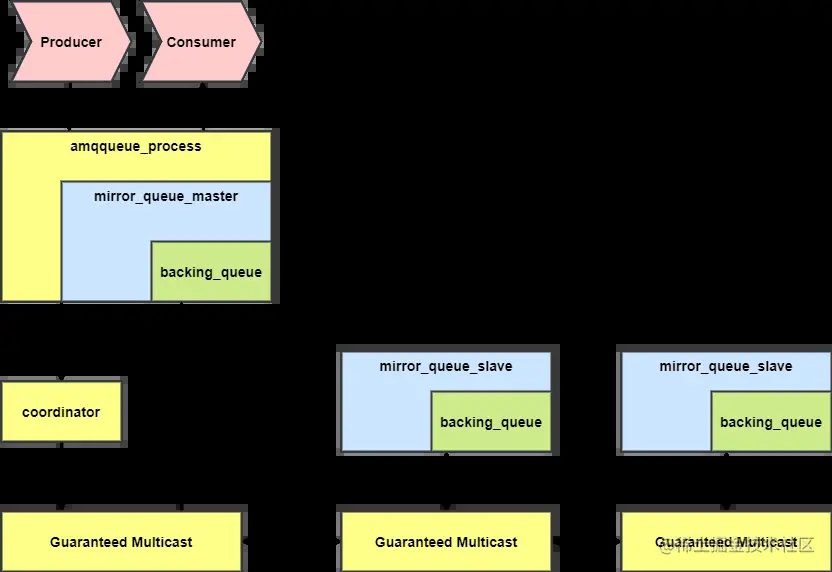 Producer
Consumer
amqqueue_process
mirror_queue_master
backing_queue
mirror_queue_slave
mirror_queue_slave
coordinator
backing_queue
backing_queue
Guaranteed Multicast
Guaranteed Multicast
Guaranteed Multicast
@稀土掘金技术社区